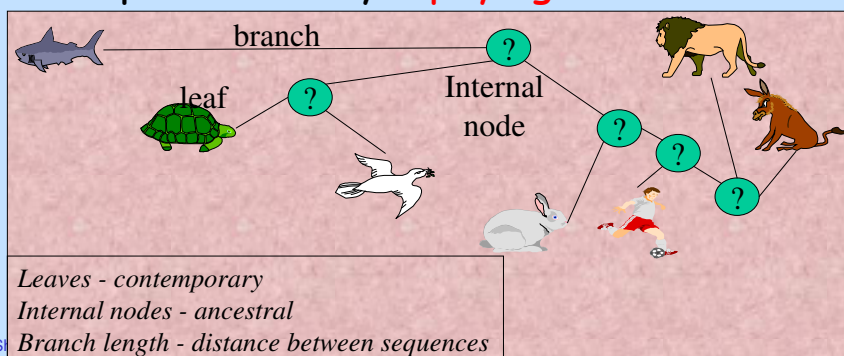 branch
?
leaf
?
Internal
node
?
?
?
Leaves - contemporary
Internal nodes - ancestral
Branch length - distance between sequences